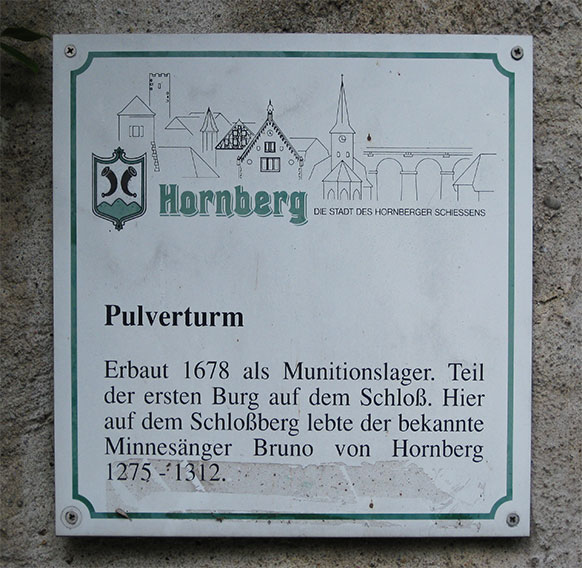 Hornberg
DIE STADT DES HORNBERGER SCHIESSENS
Pulverturm
Erbaut 1678 als Munitionslager. Teil
der ersten Burg auf dem Schloß. Hier
auf dem Schloßberg lebte der bekannte
Minnesänger Bruno von Hornberg
1275 - 1312.